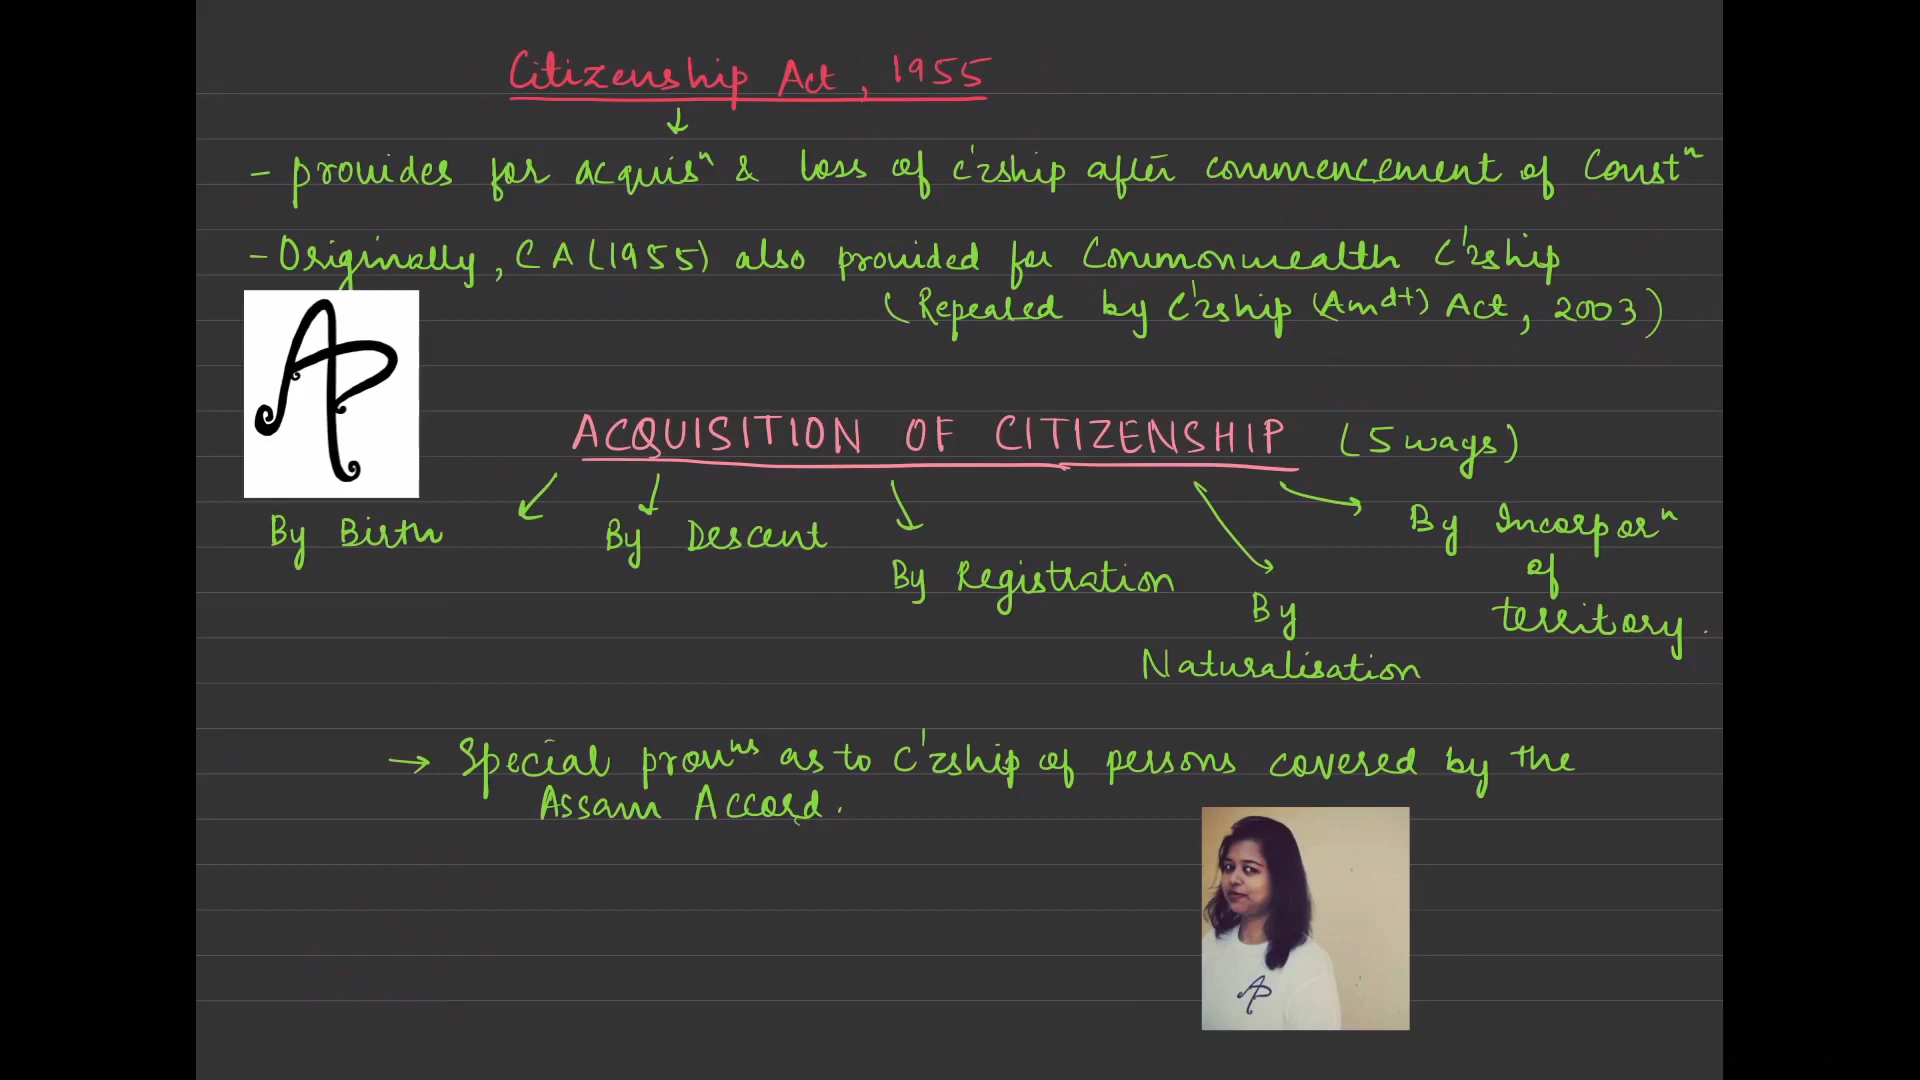 Citizenship Act, 1955
- provides for acquisⁿ & loss of c'zship after commencement of Constⁿ
- Originally, CA (1955) also provided for Commonwealth C'zship
(Repealed by C'zship (Amdt) Act, 2003)
AP
ACQUISITION OF CITIZENSHIP (5 ways)
By Birth
By Descent
By Registration
By
Naturalisation
By Incorporⁿ
of
territory.
→ Special provⁿˢ as to C'zship of persons covered by the
Assam Accord.
AP